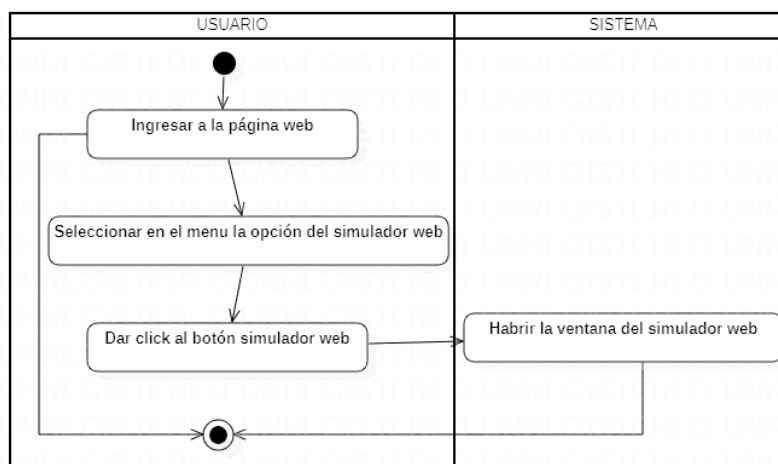 USUARIO
SISTEMA
Ingresar a la página web
Seleccionar en el menu la opción del simulador web
Dar click al botón simulador web
Habrir la ventana del simulador web
UNREGISTERED